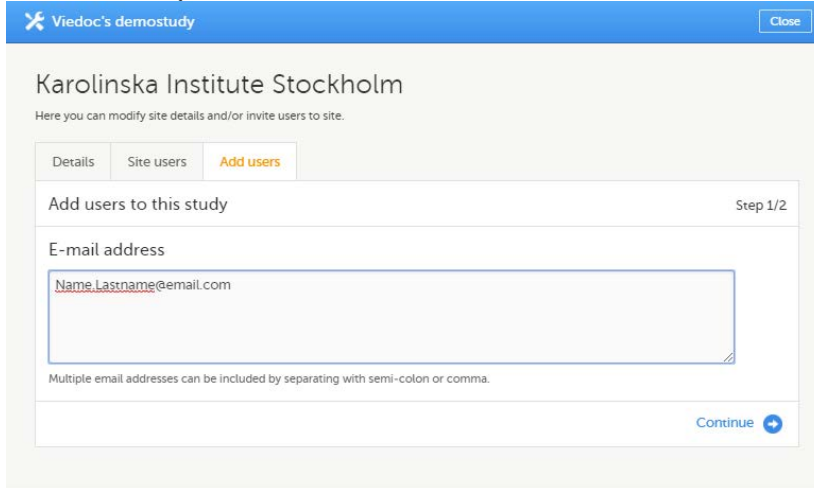 Viedoc's demostudy
Close
Karolinska Institute Stockholm
Here you can modify site details and/or invite users to site.
Details
Site users
Add users
Add users to this study
Step 1/2
E-mail address
Name.Lastname@email.com
Multiple email addresses can be included by separating with semi-colon or comma.
Continue